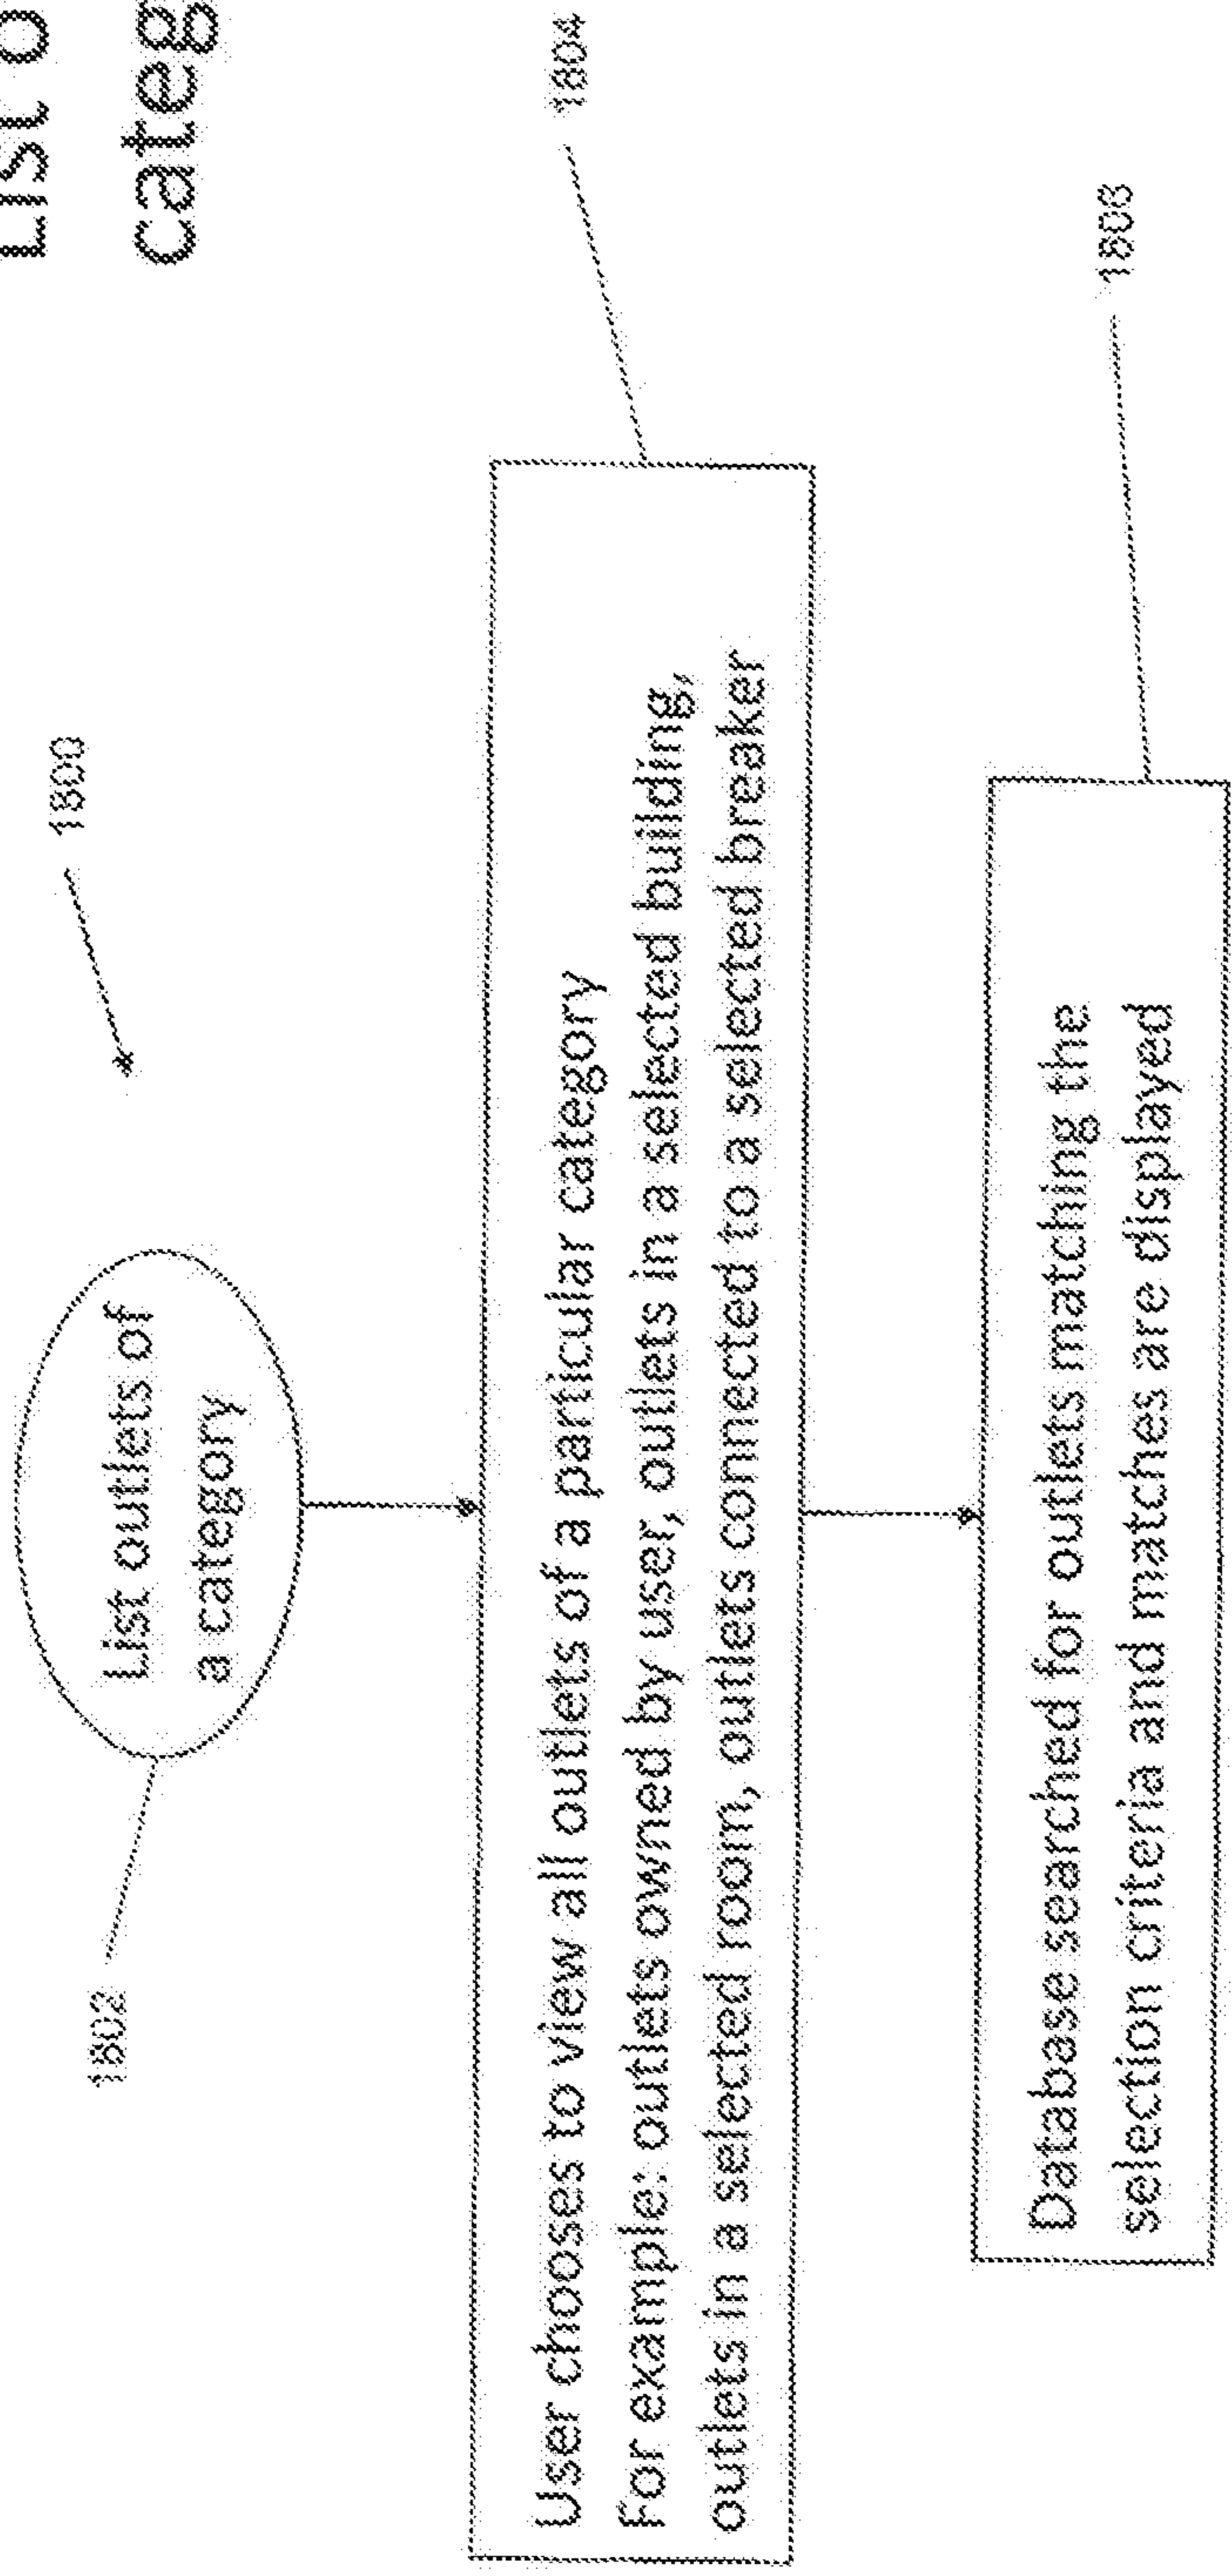 List o
categ
1800
List outlets of
a category
1802
User chooses to view all outlets of a particular category
For example: outlets owned by user, outlets in a selected building,
outlets in a selected room, outlets connected to a selected breaker
1804
Database searched for outlets matching the
selection criteria and matches are displayed
1806